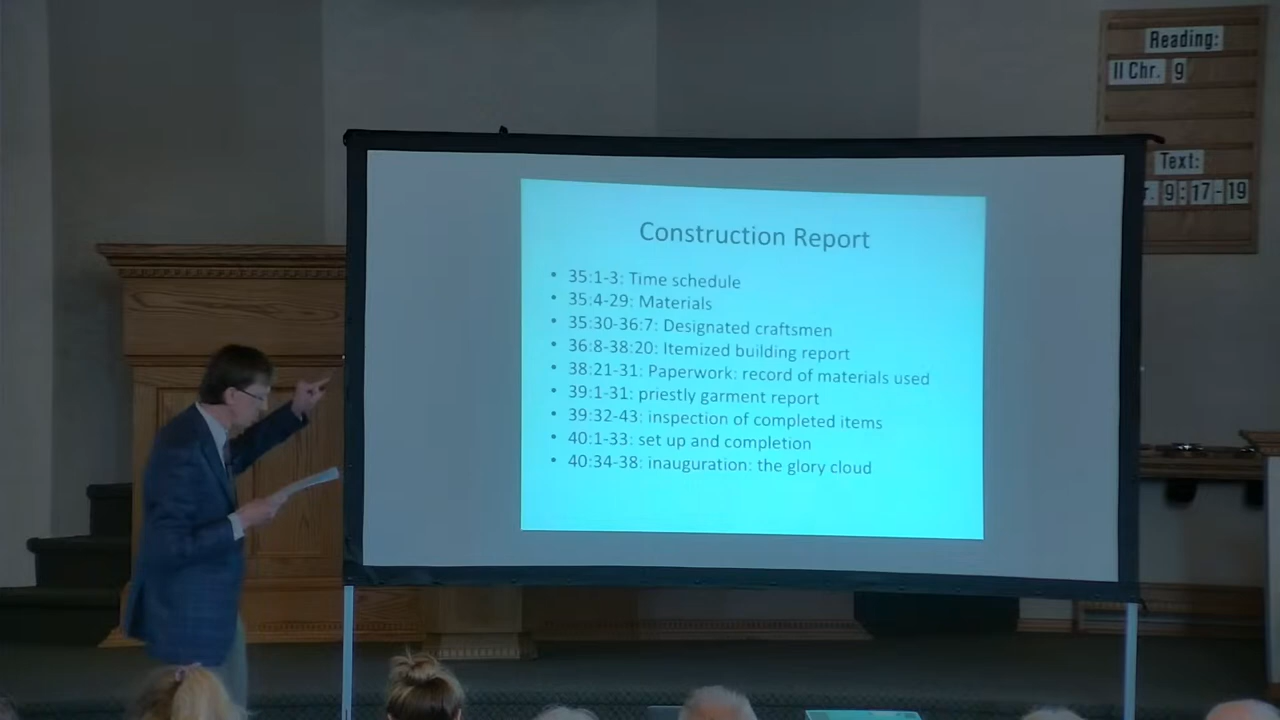 Reading:
II Chr. 9
Text:
r. 9:17-19
Construction Report
• 35:1-3: Time schedule
• 35:4-29: Materials
• 35:30-36:7: Designated craftsmen
• 36:8-38:20: Itemized building report
• 38:21-31: Paperwork: record of materials used
• 39:1-31: priestly garment report
• 39:32-43: inspection of completed items
• 40:1-33: set up and completion
• 40:34-38: inauguration: the glory cloud